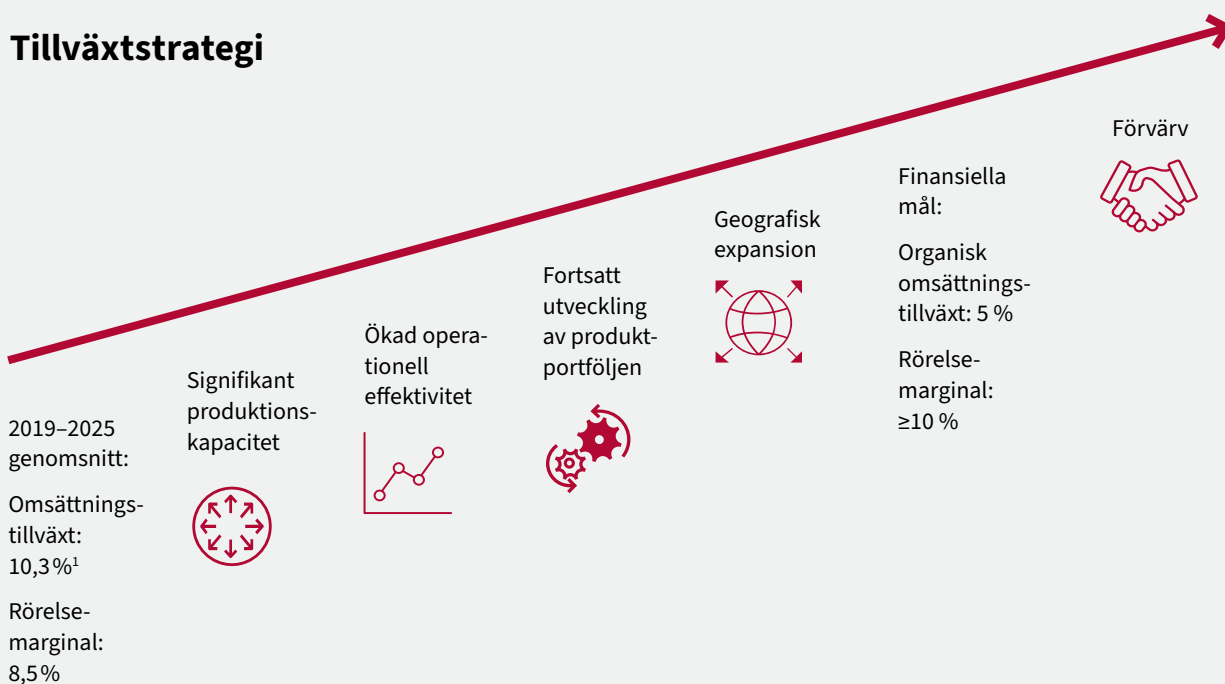 Tillväxtstrategi
2019–2025
genomsnitt:
Omsättnings-
tillväxt:
10,3 %¹
Rörelse-
marginal:
8,5 %
Signifikant
produktions-
kapacitet
Ökad opera-
tionell
effektivitet
Fortsatt
utveckling
av produkt-
portföljen
Geografisk
expansion
Finansiella
mål:
Organisk
omsättnings-
tillväxt: 5 %
Rörelse-
marginal:
≥10 %
Förvärv